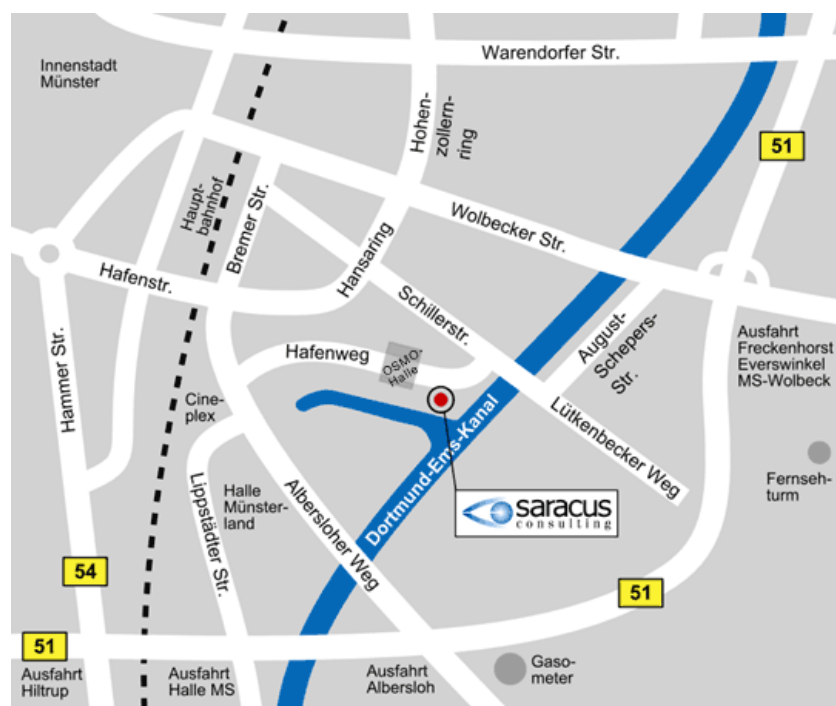 Warendorfer Str.
Innenstadt
Münster
Hohen-
zollern-
ring
51
Haupt-
bahnhof
Bremer Str.
Wolbecker Str.
Hafenstr.
Hansaring
Schillerstr.
Hammer Str.
Hafenweg
OSMO-
Halle
August-
Schepers-
Str.
Ausfahrt
Freckenhorst
Everswinkel
MS-Wolbeck
Cine-
plex
Lütkenbecker Weg
Dortmund-Ems-Kanal
Fernseh-
turm
Lippstädter Str.
Halle
Münster-
land
Albersloher Weg
saracus
consulting
54
51
51
Ausfahrt
Hiltrup
Ausfahrt
Halle MS
Ausfahrt
Albersloh
Gaso-
meter